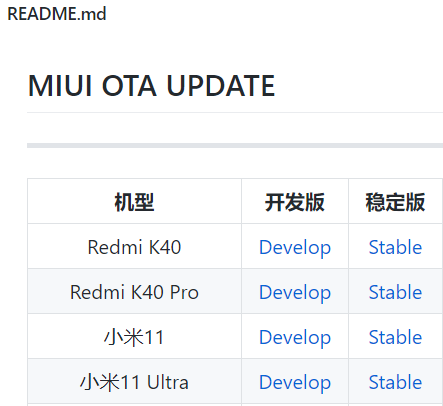 README.md
MIUI OTA UPDATE
机型 开发版 稳定版
Redmi K40 Develop Stable
Redmi K40 Pro Develop Stable
小米11 Develop Stable
小米11 Ultra Develop Stable